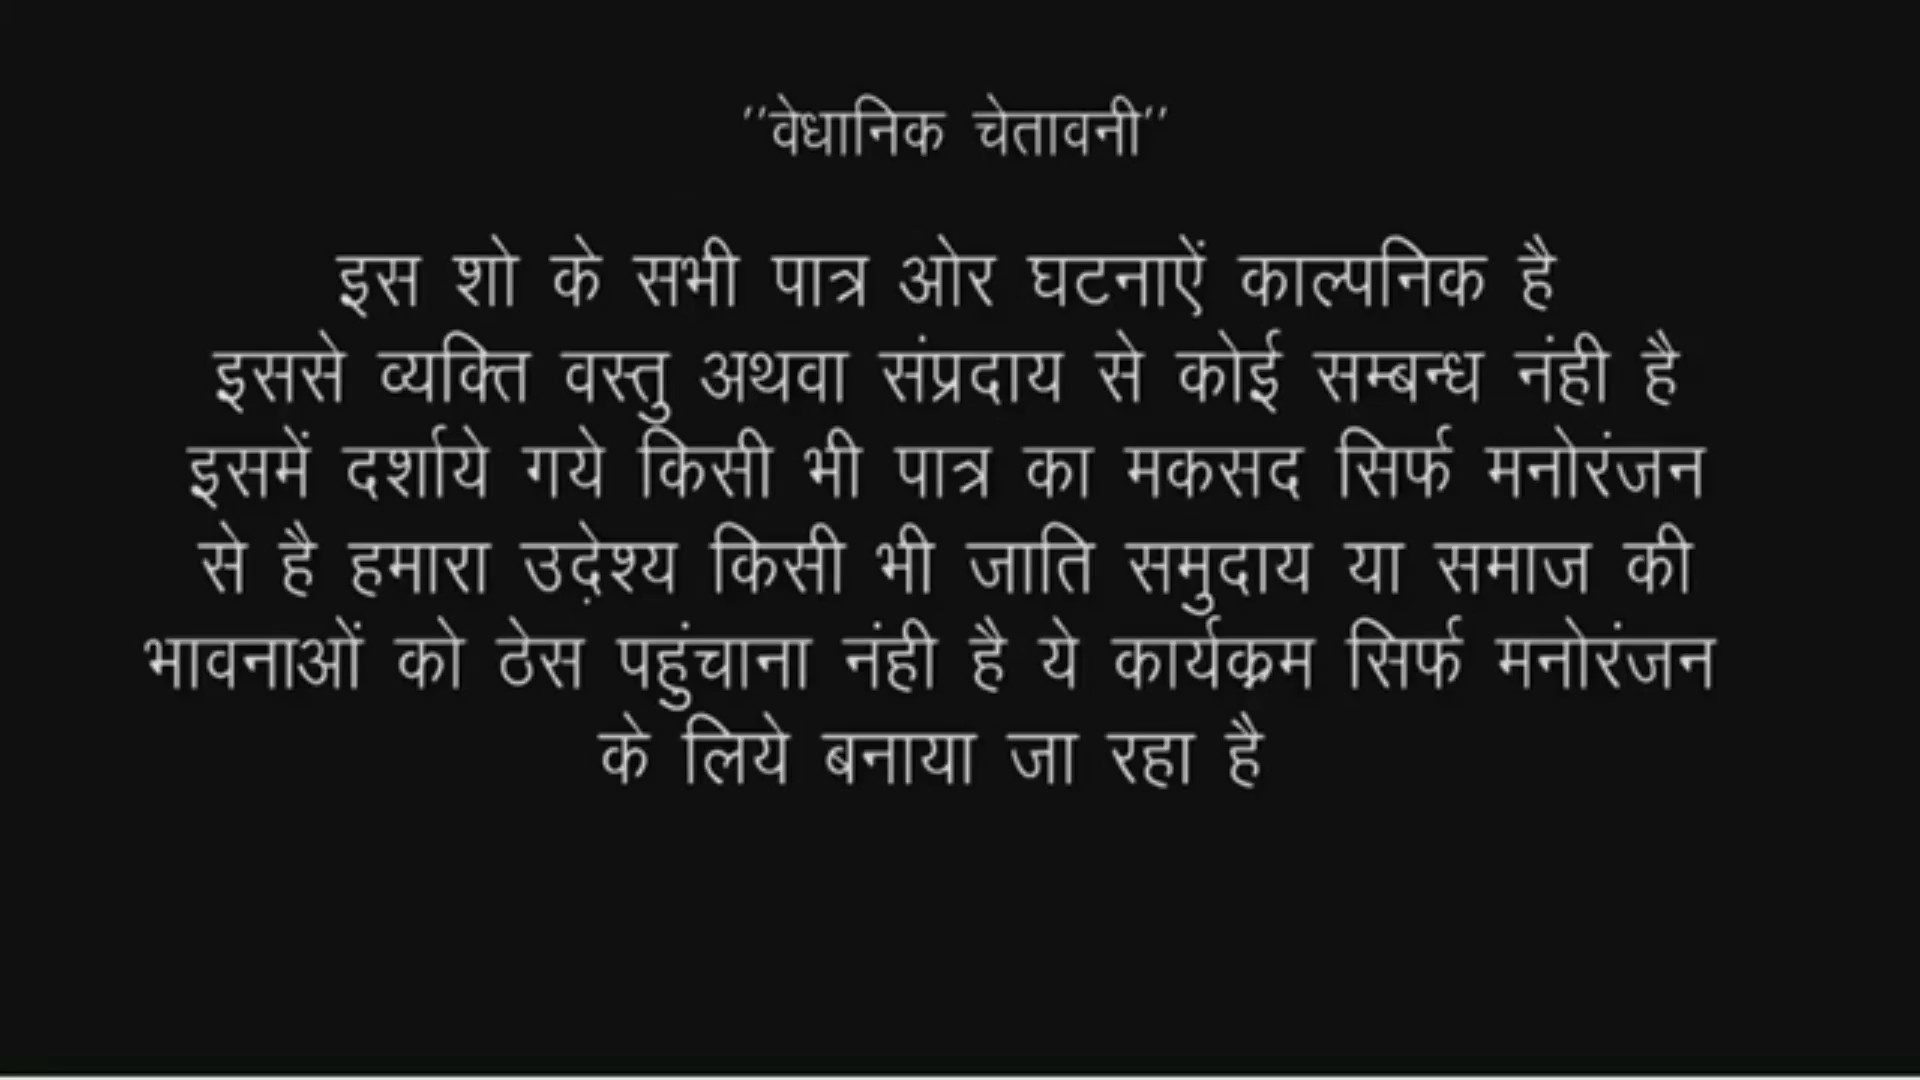 "वेधानिक चेतावनी"
इस शो के सभी पात्र ओर घटनाऐं काल्पनिक है
इससे व्यक्ति वस्तु अथवा संप्रदाय से कोई सम्बन्ध नंही है
इसमें दर्शाये गये किसी भी पात्र का मकसद सिर्फ मनोरंजन
से है हमारा उद़ेश्य किसी भी जाति समुदाय या समाज की
भावनाओं को ठेस पहुंचाना नंही है ये कार्यक्रम सिर्फ मनोरंजन
के लिये बनाया जा रहा है